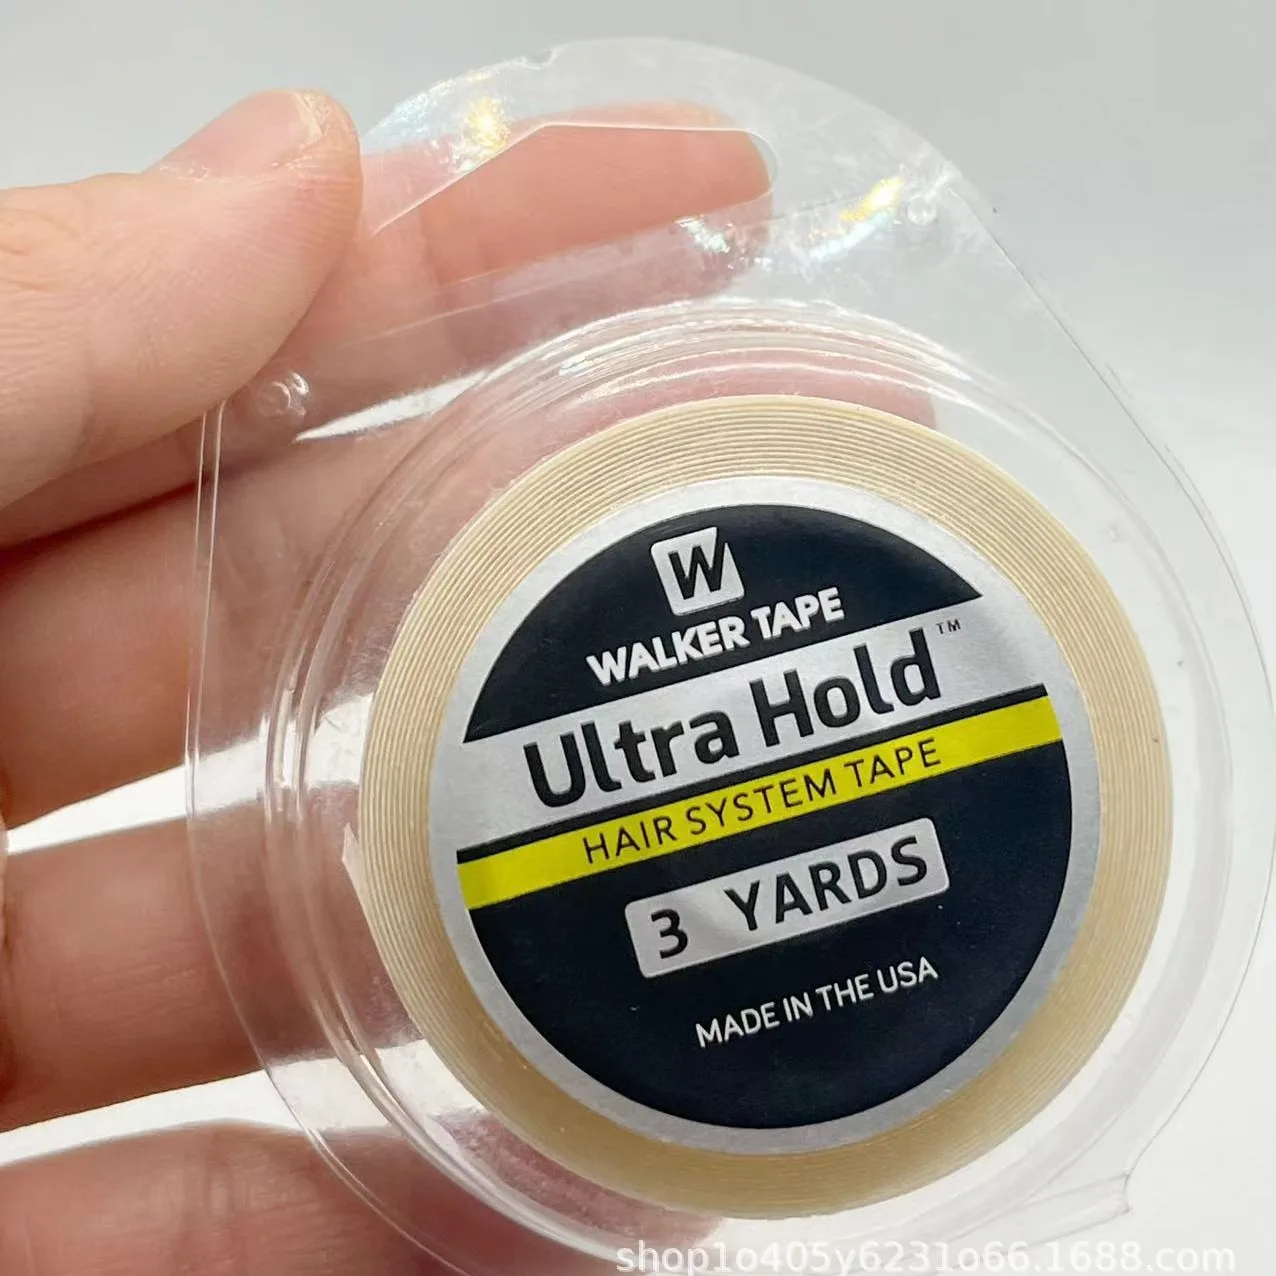 W
WALKER TAPE
Ultra Hold™
HAIR SYSTEM TAPE
3 YARDS
MADE IN THE USA
shop1o405y6231o66.1688.com